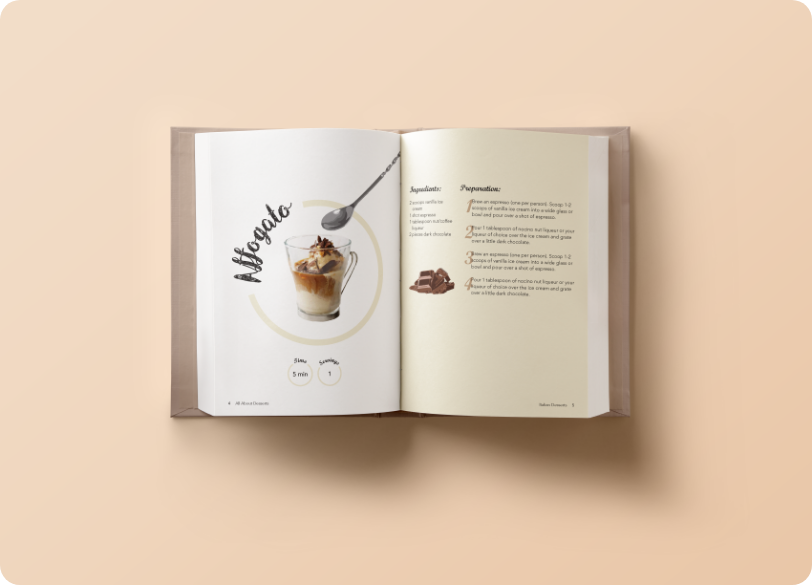 Affogato
Time
Servings
5 min
1
4 All About Desserts
Ingredients:
vanilla ice
cream
1 shot espresso
1 tablespoon nut/coffee
liqueur
dark chocolate
Preparation:
1 Brew an espresso (one per person). Scoop 1-2
scoops of vanilla ice cream into a wide glass or
bowl and pour over a shot of espresso.
2 Pour 1 tablespoon of nocino nut liqueur or your
liqueur of choice over the ice cream and grate
over a little dark chocolate.
3 Brew an espresso (one per person). Scoop 1-2
scoops of vanilla ice cream into a wide glass or
bowl and pour over a shot of espresso.
4 Pour 1 tablespoon of nocino nut liqueur or your
liqueur of choice over the ice cream and grate
over a little dark chocolate.
Italian Desserts 5